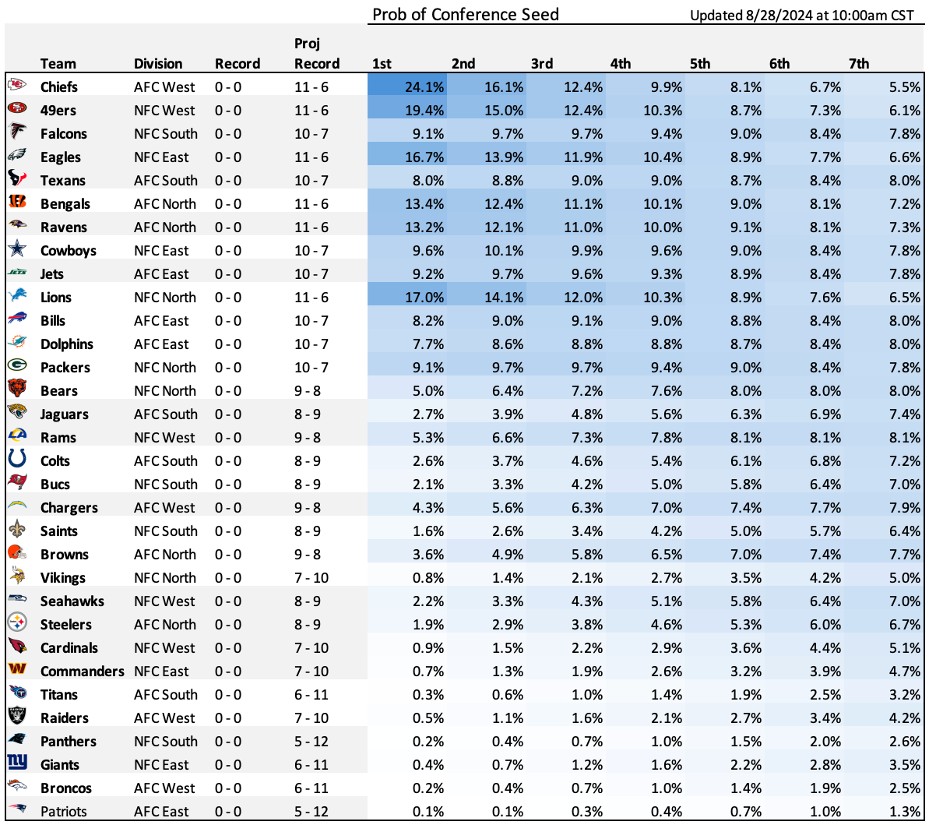 Prob of Conference Seed Updated 8/28/2024 at 10:00am CST
Proj
Team Division Record Record 1st 2nd 3rd 4th 5th 6th 7th
Chiefs AFC West 0 - 0 11 - 6 24.1% 16.1% 12.4% 9.9% 8.1% 6.7% 5.5%
49ers NFC West 0 - 0 11 - 6 19.4% 15.0% 12.4% 10.3% 8.7% 7.3% 6.1%
Falcons NFC South 0 - 0 10 - 7 9.1% 9.7% 9.7% 9.4% 9.0% 8.4% 7.8%
Eagles NFC East 0 - 0 11 - 6 16.7% 13.9% 11.9% 10.4% 8.9% 7.7% 6.6%
Texans AFC South 0 - 0 10 - 7 8.0% 8.8% 9.0% 9.0% 8.7% 8.4% 8.0%
Bengals AFC North 0 - 0 11 - 6 13.4% 12.4% 11.1% 10.1% 9.0% 8.1% 7.2%
Ravens AFC North 0 - 0 11 - 6 13.2% 12.1% 11.0% 10.0% 9.1% 8.1% 7.3%
Cowboys NFC East 0 - 0 10 - 7 9.6% 10.1% 9.9% 9.6% 9.0% 8.4% 7.8%
JETS Jets AFC East 0 - 0 10 - 7 9.2% 9.7% 9.6% 9.3% 8.9% 8.4% 7.8%
Lions NFC North 0 - 0 11 - 6 17.0% 14.1% 12.0% 10.3% 8.9% 7.6% 6.5%
Bills AFC East 0 - 0 10 - 7 8.2% 9.0% 9.1% 9.0% 8.8% 8.4% 8.0%
Dolphins AFC East 0 - 0 10 - 7 7.7% 8.6% 8.8% 8.8% 8.7% 8.4% 8.0%
Packers NFC North 0 - 0 10 - 7 9.1% 9.7% 9.7% 9.4% 9.0% 8.4% 7.8%
Bears NFC North 0 - 0 9 - 8 5.0% 6.4% 7.2% 7.6% 8.0% 8.0% 8.0%
Jaguars AFC South 0 - 0 8 - 9 2.7% 3.9% 4.8% 5.6% 6.3% 6.9% 7.4%
Rams NFC West 0 - 0 9 - 8 5.3% 6.6% 7.3% 7.8% 8.1% 8.1% 8.1%
Colts AFC South 0 - 0 8 - 9 2.6% 3.7% 4.6% 5.4% 6.1% 6.8% 7.2%
Bucs NFC South 0 - 0 8 - 9 2.1% 3.3% 4.2% 5.0% 5.8% 6.4% 7.0%
Chargers AFC West 0 - 0 9 - 8 4.3% 5.6% 6.3% 7.0% 7.4% 7.7% 7.9%
Saints NFC South 0 - 0 8 - 9 1.6% 2.6% 3.4% 4.2% 5.0% 5.7% 6.4%
Browns AFC North 0 - 0 9 - 8 3.6% 4.9% 5.8% 6.5% 7.0% 7.4% 7.7%
Vikings NFC North 0 - 0 7 - 10 0.8% 1.4% 2.1% 2.7% 3.5% 4.2% 5.0%
Seahawks NFC West 0 - 0 8 - 9 2.2% 3.3% 4.3% 5.1% 5.8% 6.4% 7.0%
Steelers AFC North 0 - 0 8 - 9 1.9% 2.9% 3.8% 4.6% 5.3% 6.0% 6.7%
Cardinals NFC West 0 - 0 7 - 10 0.9% 1.5% 2.2% 2.9% 3.6% 4.4% 5.1%
W Commanders NFC East 0 - 0 7 - 10 0.7% 1.3% 1.9% 2.6% 3.2% 3.9% 4.7%
Titans AFC South 0 - 0 6 - 11 0.3% 0.6% 1.0% 1.4% 1.9% 2.5% 3.2%
Raiders AFC West 0 - 0 7 - 10 0.5% 1.1% 1.6% 2.1% 2.7% 3.4% 4.2%
Panthers NFC South 0 - 0 5 - 12 0.2% 0.4% 0.7% 1.0% 1.5% 2.0% 2.6%
ny Giants NFC East 0 - 0 6 - 11 0.4% 0.7% 1.2% 1.6% 2.2% 2.8% 3.5%
Broncos AFC West 0 - 0 6 - 11 0.2% 0.4% 0.7% 1.0% 1.4% 1.9% 2.5%
Patriots AFC East 0 - 0 5 - 12 0.1% 0.1% 0.3% 0.4% 0.7% 1.0% 1.3%